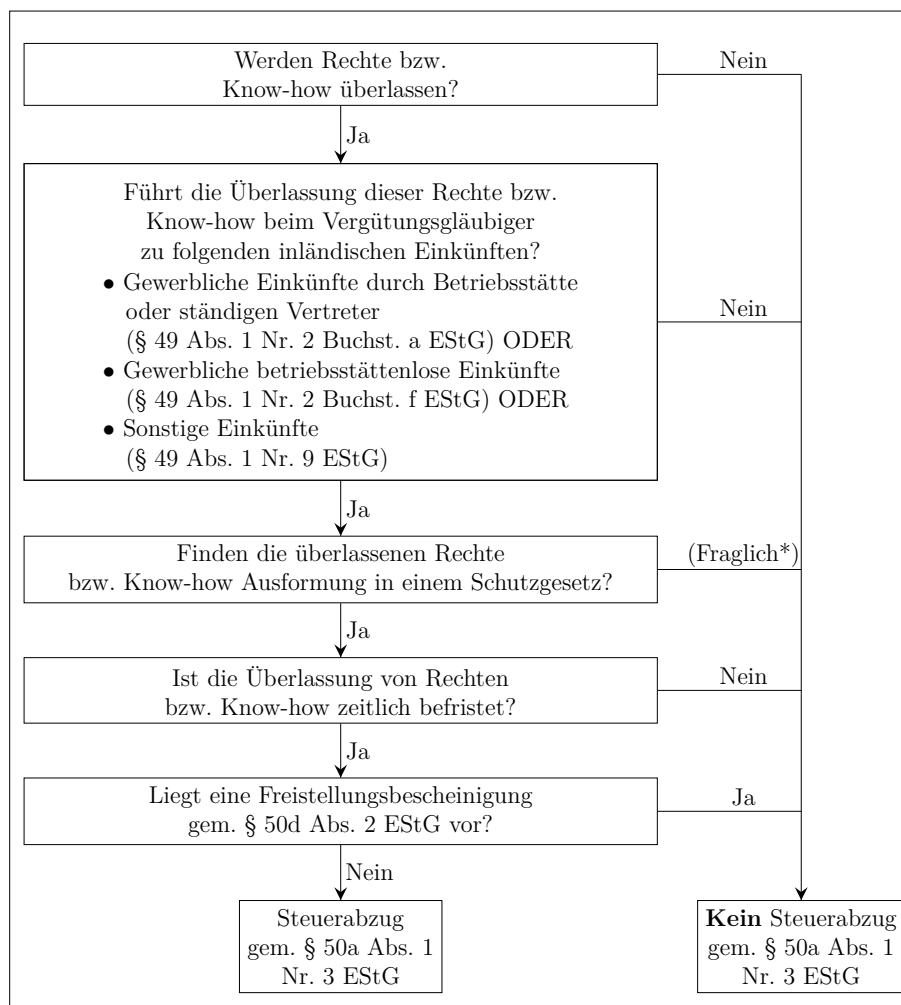 Werden Rechte bzw.
Know-how überlassen?
Nein
Ja
Führt die Überlassung dieser Rechte bzw.
Know-how beim Vergütungsgläubiger
zu folgenden inländischen Einkünften?
• Gewerbliche Einkünfte durch Betriebsstätte
oder ständigen Vertreter
(§ 49 Abs. 1 Nr. 2 Buchst. a EStG) ODER
• Gewerbliche betriebsstättenlose Einkünfte
(§ 49 Abs. 1 Nr. 2 Buchst. f EStG) ODER
• Sonstige Einkünfte
(§ 49 Abs. 1 Nr. 9 EStG)
Nein
Ja
Finden die überlassenen Rechte
bzw. Know-how Ausformung in einem Schutzgesetz?
(Fraglich*)
Ja
Ist die Überlassung von Rechten
bzw. Know-how zeitlich befristet?
Nein
Ja
Liegt eine Freistellungsbescheinigung
gem. § 50d Abs. 2 EStG vor?
Ja
Nein
Steuerabzug
gem. § 50a Abs. 1
Nr. 3 EStG
Kein Steuerabzug
gem. § 50a Abs. 1
Nr. 3 EStG